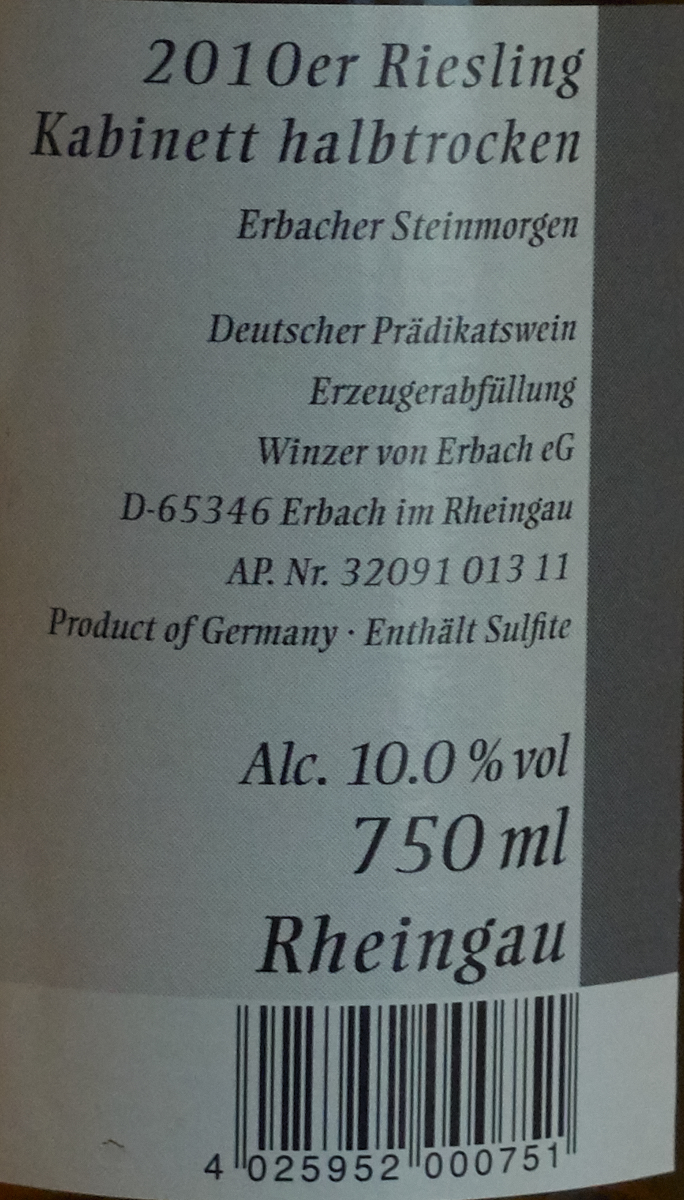 2010er Riesling
Kabinett halbtrocken
Erbacher Steinmorgen
Deutscher Prädikatswein
Erzeugerabfüllung
Winzer von Erbach eG
D-65346 Erbach im Rheingau
AP. Nr. 32091 013 11
Product of Germany · Enthält Sulfite
Alc. 10.0 % vol
750 ml
Rheingau
4 025952 000751